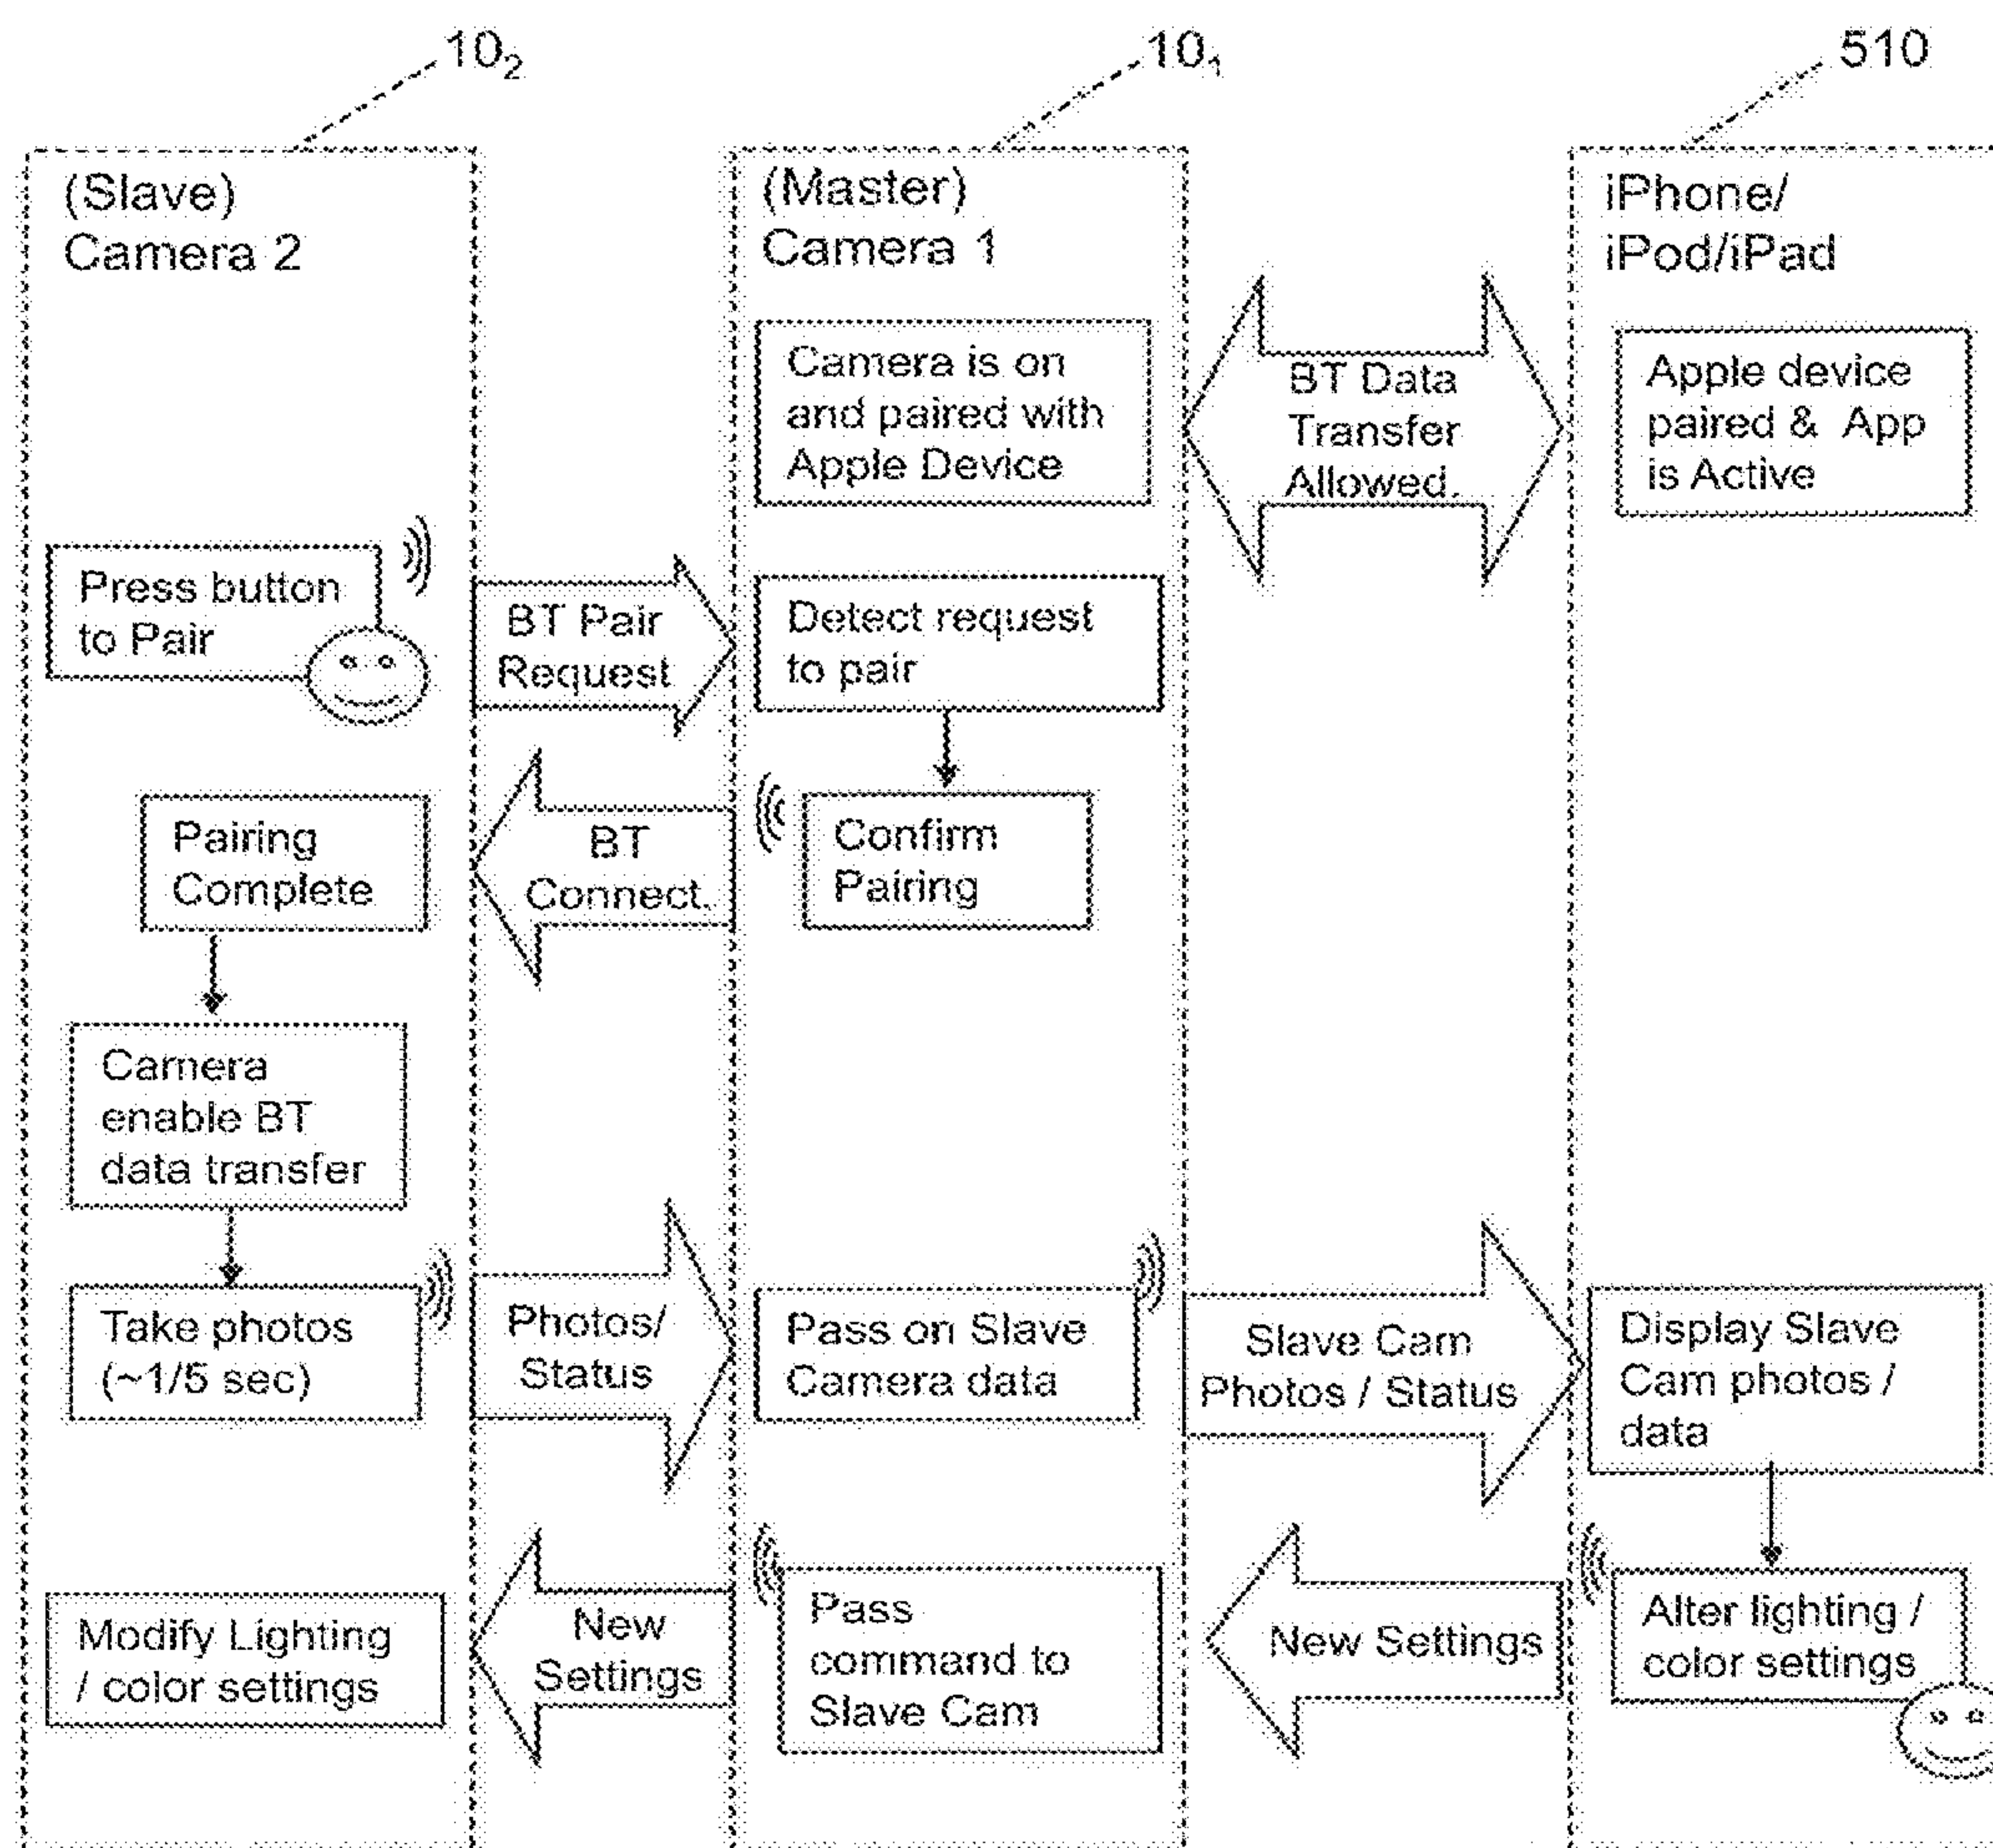 10₂
10₁
510
(Slave)
Camera 2
(Master)
Camera 1
iPhone/
iPod/iPad
Camera is on
and paired with
Apple Device
BT Data
Transfer
Allowed.
Apple device
paired & App
is Active
Press button
to Pair
BT Pair
Request
Detect request
to pair
Pairing
Complete
BT
Connect.
Confirm
Pairing
Camera
enable BT
data transfer
Take photos
(~1/5 sec)
Photos/
Status
Pass on Slave
Camera data
Slave Cam
Photos / Status
Display Slave
Cam photos /
data
Modify Lighting
/ color settings
New
Settings
Pass
command to
Slave Cam
New Settings
Alter lighting /
color settings